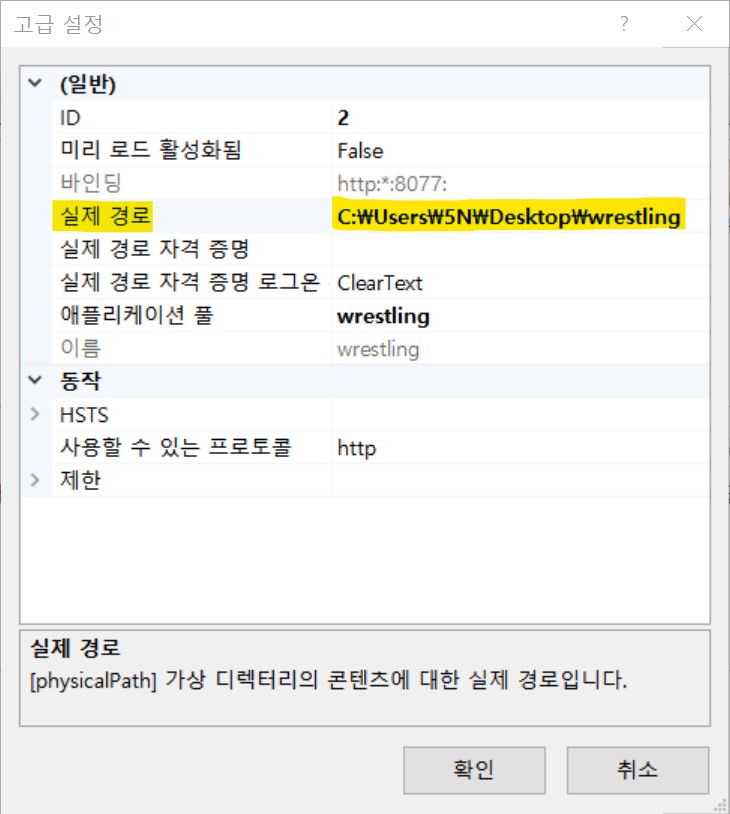 고급 설정
(일반)
ID 2
미리 로드 활성화됨 False
바인딩 http:*:8077:
실제 경로 C:₩Users₩5N₩Desktop₩wrestling
실제 경로 자격 증명
실제 경로 자격 증명 로그온 ClearText
애플리케이션 풀 wrestling
이름 wrestling
동작
HSTS
사용할 수 있는 프로토콜 http
제한
실제 경로
[physicalPath] 가상 디렉터리의 콘텐츠에 대한 실제 경로입니다.
확인 취소